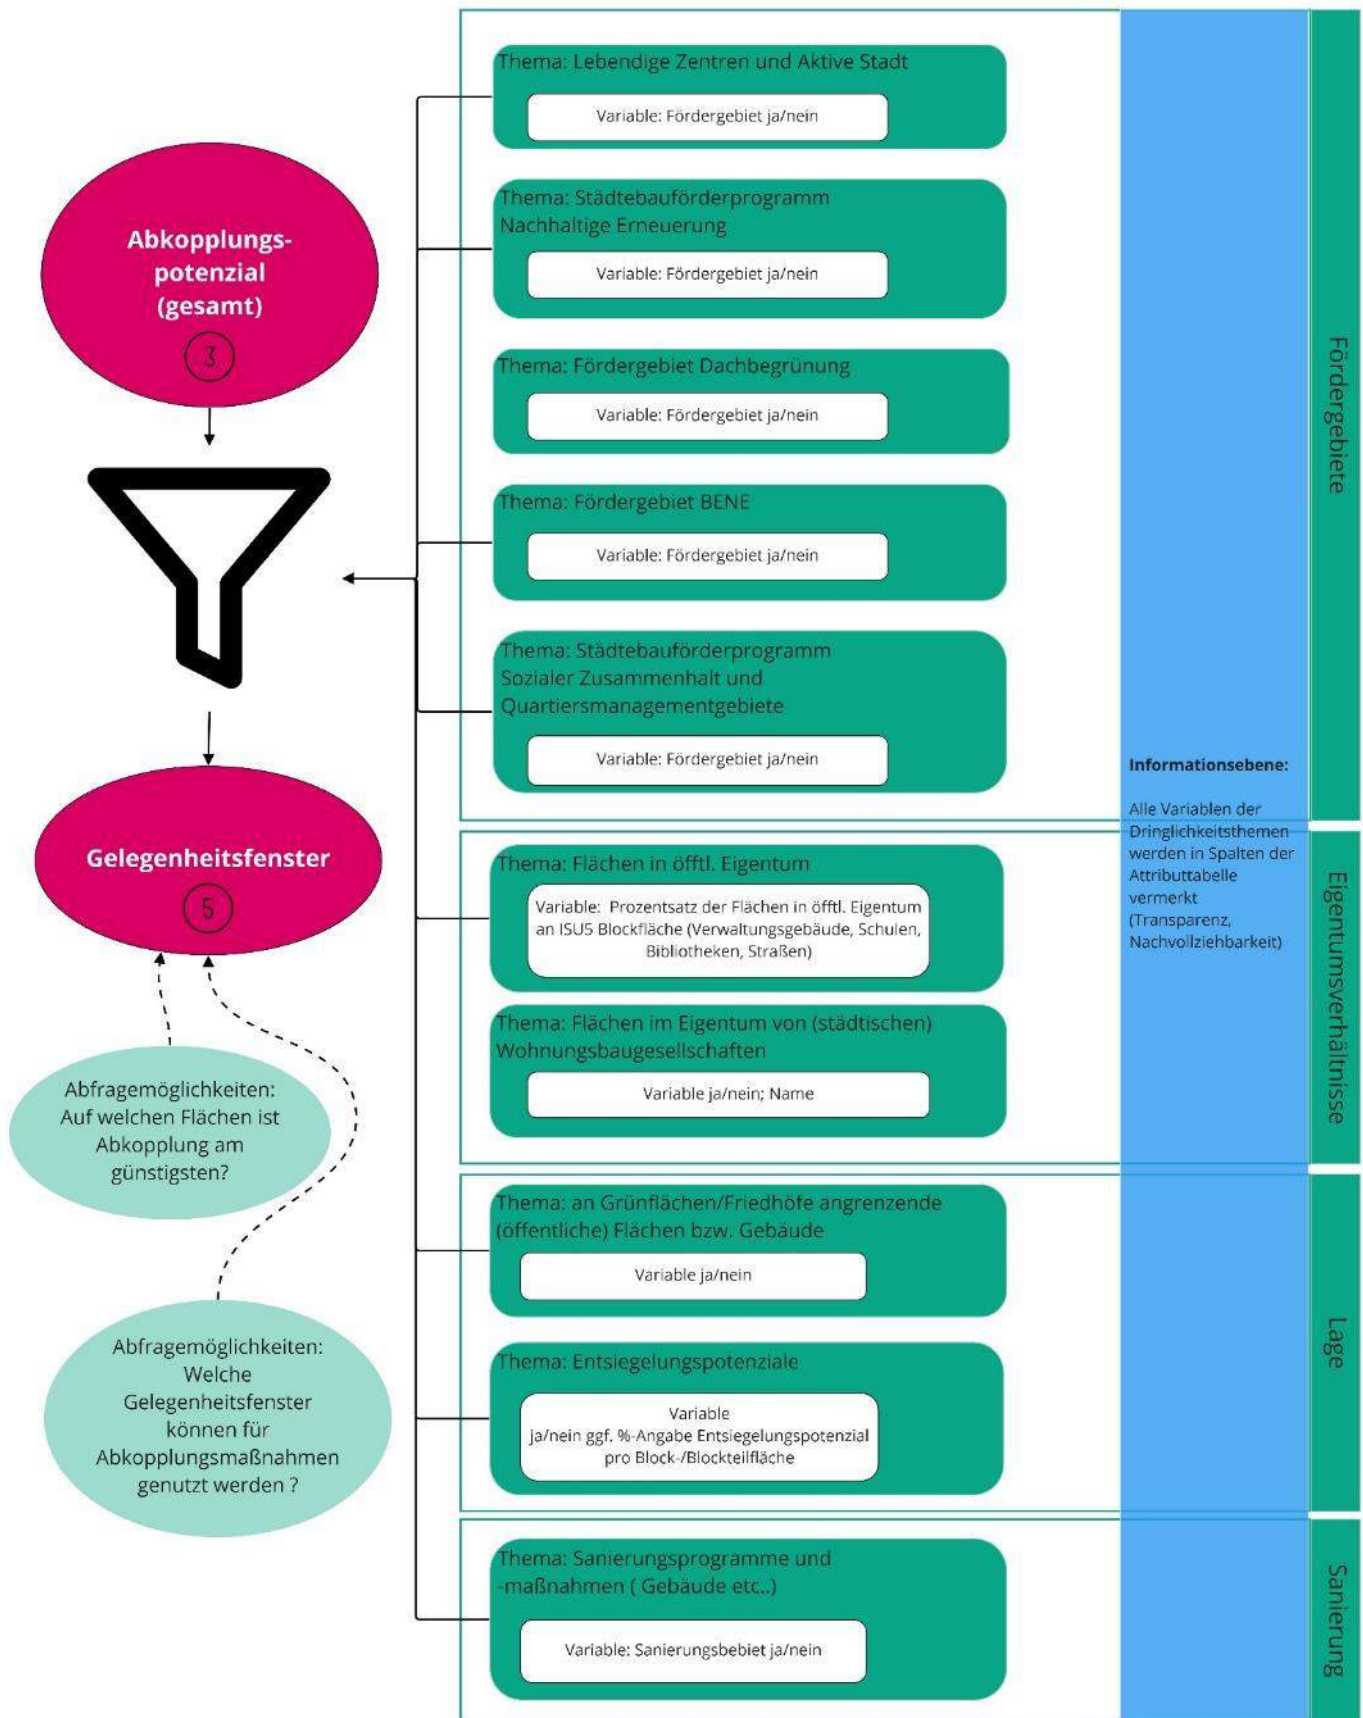 Abkopplungs-
potenzial
(gesamt)
3
Gelegenheitsfenster
5
Abfragemöglichkeiten:
Auf welchen Flächen ist
Abkopplung am
günstigsten?
Abfragemöglichkeiten:
Welche
Gelegenheitsfenster
können für
Abkopplungsmaßnahmen
genutzt werden ?
Thema: Lebendige Zentren und Aktive Stadt
Variable: Fördergebiet ja/nein
Thema: Städtebauförderprogramm
Nachhaltige Erneuerung
Variable: Fördergebiet ja/nein
Thema: Fördergebiet Dachbegrünung
Variable: Fördergebiet ja/nein
Thema: Fördergebiet BENE
Variable: Fördergebiet ja/nein
Thema: Städtebauförderprogramm
Sozialer Zusammenhalt und
Quartiersmanagementgebiete
Variable: Fördergebiet ja/nein
Fördergebiete
Thema: Flächen in öfftl. Eigentum
Variable: Prozentsatz der Flächen in öfftl. Eigentum
an ISU5 Blockfläche (Verwaltungsgebäude, Schulen,
Bibliotheken, Straßen)
Thema: Flächen im Eigentum von (städtischen)
Wohnungsbaugesellschaften
Variable ja/nein; Name
Eigentumsverhältnisse
Thema: an Grünflächen/Friedhöfe angrenzende
(öffentliche) Flächen bzw. Gebäude
Variable ja/nein
Thema: Entsiegelungspotenziale
Variable
ja/nein ggf. %-Angabe Entsiegelungspotenzial
pro Block-/Blockteilfläche
Lage
Thema: Sanierungsprogramme und
-maßnahmen ( Gebäude etc..)
Variable: Sanierungsbebiet ja/nein
Sanierung
Informationsebene:
Alle Variablen der
Dringlichkeitsthemen
werden in Spalten der
Attributtabelle
vermerkt
(Transparenz,
Nachvollziehbarkeit)